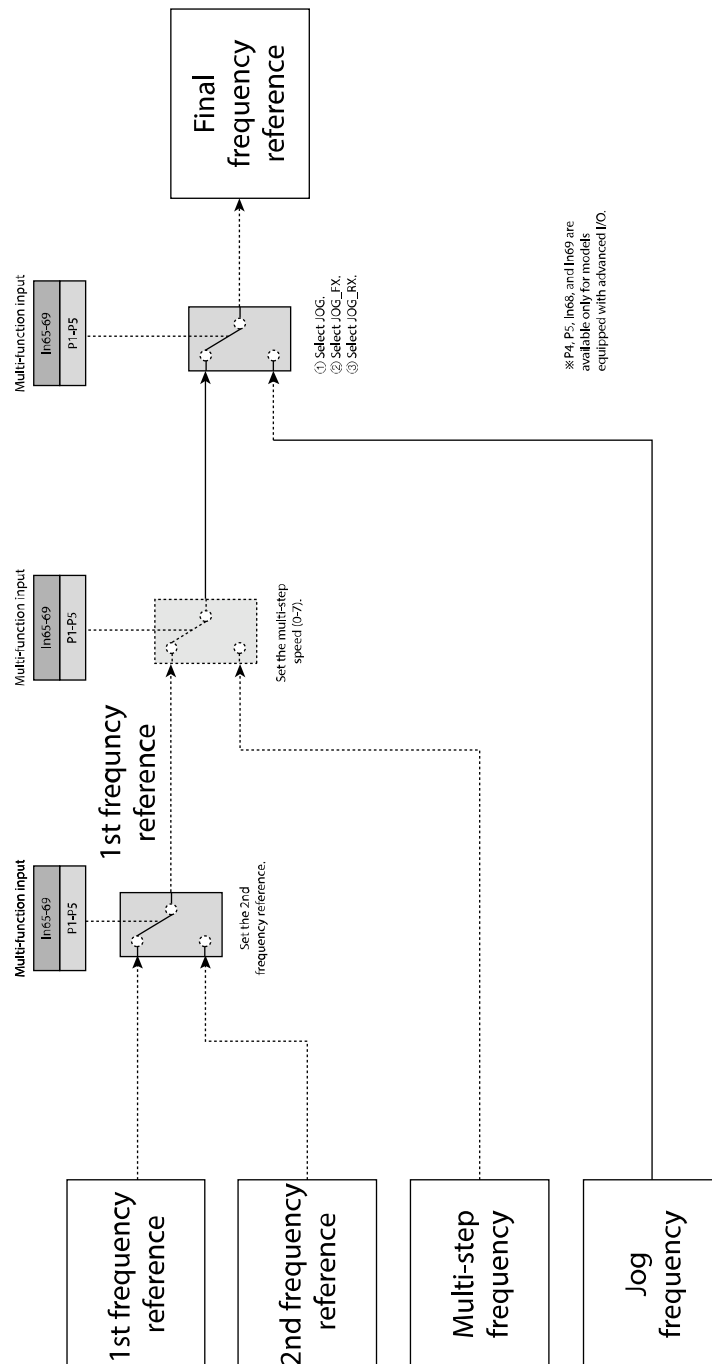 Multi-function input
In65-69
P1-P5
Multi-function input
In65-69
P1-P5
Multi-function input
In65-69
P1-P5
1st frequency
reference
2nd frequency
reference
Multi-step
frequency
Jog
frequency
Set the 2nd
frequency reference.
1st frequncy
reference
Set the multi-step
speed (0-7).
① Select JOG.
② Select JOG_FX.
③ Select JOG_RX.
Final
frequency
reference
※P4, P5, In68, and In69 are
available only for models
equipped with advanced I/O.